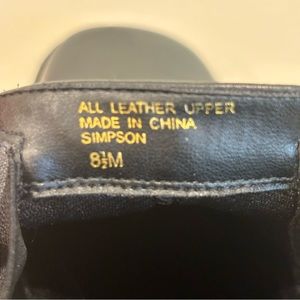 ALL LEATHER UPPER
MADE IN CHINA
SIMPSON
8½M